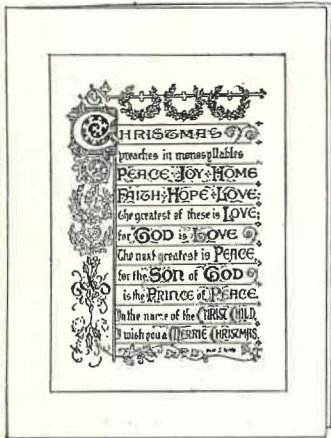 CHRISTMAS
preaches in monosyllables
PEACE·JOY·HOME
FAITH·HOPE·LOVE;
the greatest of these is LOVE;
for GOD is LOVE
The next greatest is PEACE,
for the SON of GOD
is the PRINCE of PEACE.
In the name of the CHRIST CHILD,
I wish you a MERRIE CHRISTMAS.